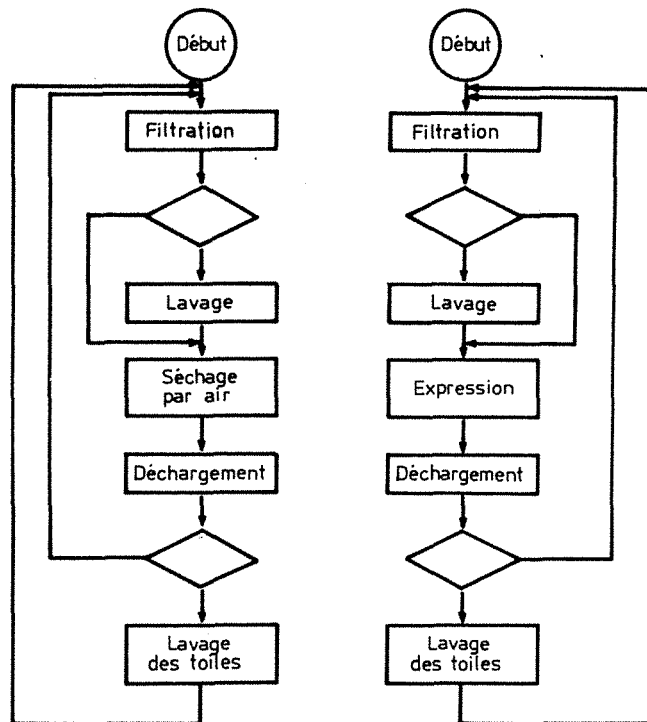 Début
Filtration
Lavage
Séchage
par air
Déchargement
Lavage
des toiles
Début
Filtration
Lavage
Expression
Déchargement
Lavage
des toiles